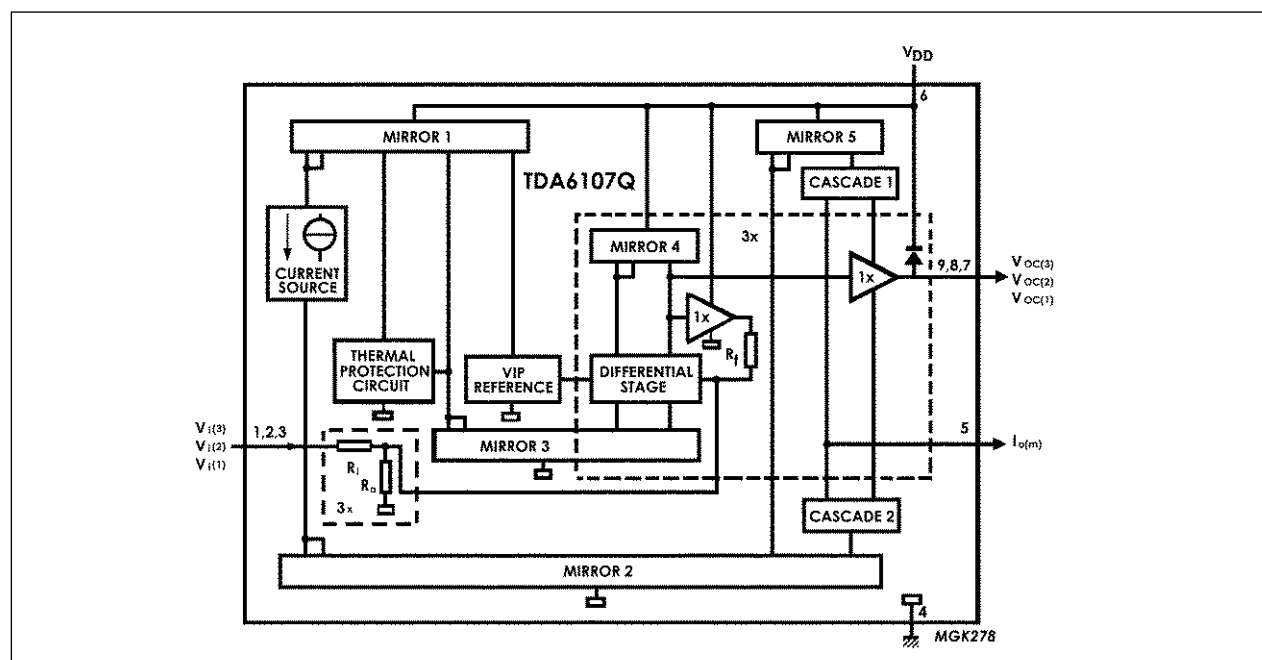 VDD
6
MIRROR 1
MIRROR 5
TDA6107Q
CASCADE 1
3x
MIRROR 4
CURRENT
SOURCE
1x
9,8,7
VOC(3)
VOC(2)
VOC(1)
1x
Rf
THERMAL
PROTECTION
CIRCUIT
VIP
REFERENCE
DIFFERENTIAL
STAGE
Vi(3)
Vi(2)
Vi(1)
1,2,3
MIRROR 3
5
Io(m)
Ri
Ra
3x
CASCADE 2
MIRROR 2
4
MGK278